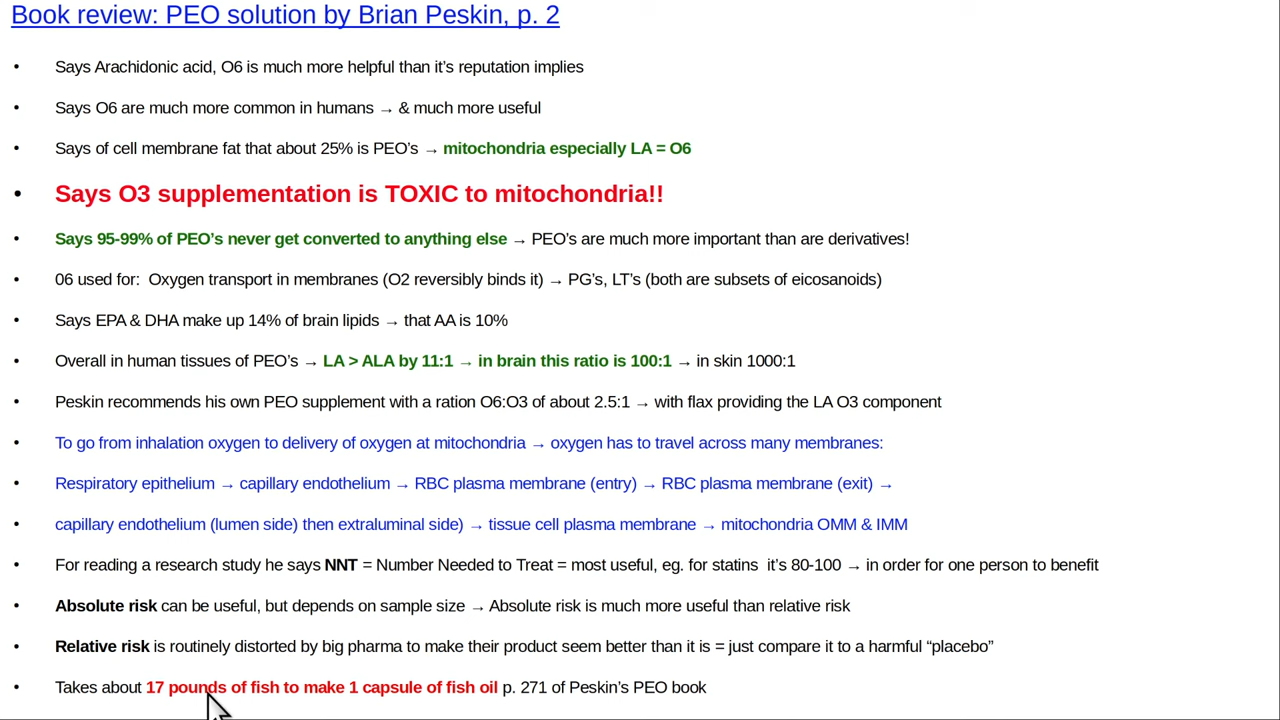 Book review: PEO solution by Brian Peskin, p. 2
• Says Arachidonic acid, O6 is much more helpful than it’s reputation implies
• Says O6 are much more common in humans → & much more useful
• Says of cell membrane fat that about 25% is PEO’s → mitochondria especially LA = O6
• Says O3 supplementation is TOXIC to mitochondria!!
• Says 95-99% of PEO’s never get converted to anything else → PEO’s are much more important than are derivatives!
• 06 used for:  Oxygen transport in membranes (O2 reversibly binds it) → PG’s, LT’s (both are subsets of eicosanoids)
• Says EPA & DHA make up 14% of brain lipids → that AA is 10%
• Overall in human tissues of PEO’s → LA > ALA by 11:1 → in brain this ratio is 100:1 → in skin 1000:1
• Peskin recommends his own PEO supplement with a ration O6:O3 of about 2.5:1 → with flax providing the LA O3 component
• To go from inhalation oxygen to delivery of oxygen at mitochondria → oxygen has to travel across many membranes:
• Respiratory epithelium → capillary endothelium → RBC plasma membrane (entry) → RBC plasma membrane (exit) →
• capillary endothelium (lumen side) then extraluminal side) → tissue cell plasma membrane → mitochondria OMM & IMM
• For reading a research study he says NNT = Number Needed to Treat = most useful, eg. for statins  it’s 80-100 → in order for one person to benefit
• Absolute risk can be useful, but depends on sample size → Absolute risk is much more useful than relative risk
• Relative risk is routinely distorted by big pharma to make their product seem better than it is = just compare it to a harmful “placebo”
• Takes about 17 pounds of fish to make 1 capsule of fish oil p. 271 of Peskin’s PEO book